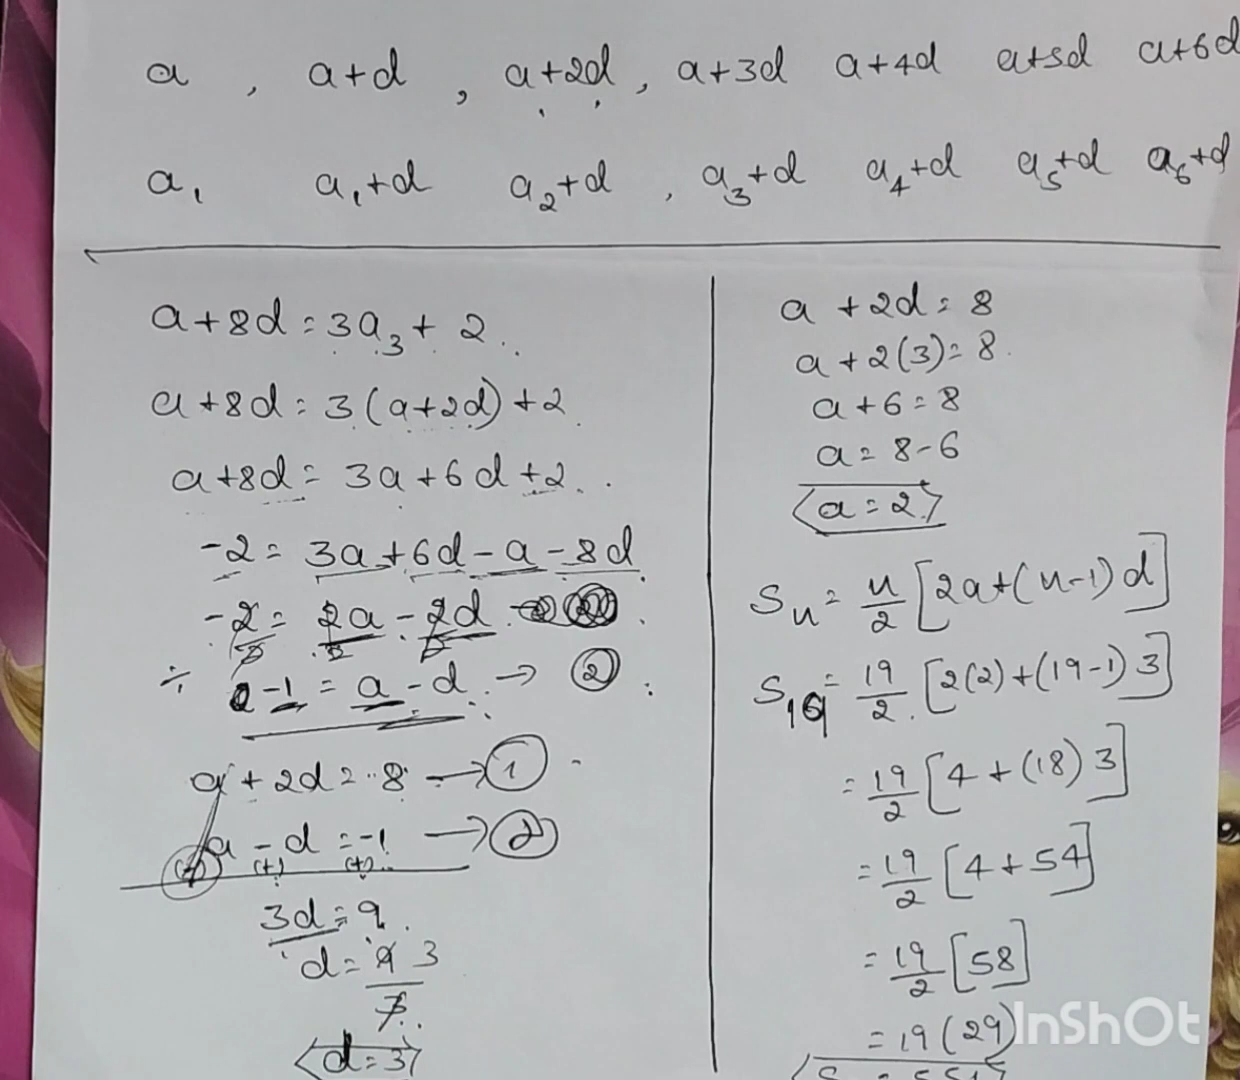 a , a+d , a+2d , a+3d a+4d a+5d a+6d
a₁ a₁+d a₂+d , a₃+d a₄+d a₅+d a₆+d
a+8d = 3a₃ + 2
a+8d = 3(a+2d)+2
a+8d = 3a+6d+2
-2 = 3a+6d-a-8d
-2 = 2a-2d
÷ -1 = a-d → ②
a+2d = 8 → ①
a-d = -1 → ②
(-) (+) (+)
3d = 9
d = 9 3
3
d = 3
a + 2d = 8
a + 2(3) = 8
a + 6 = 8
a = 8-6
a = 2
Sn = n/2 [2a+(n-1)d]
S19 = 19/2 [2(2)+(19-1)3]
= 19/2 [4+(18)3]
= 19/2 [4+54]
= 19/2 [58]
= 19(29)
InShOt